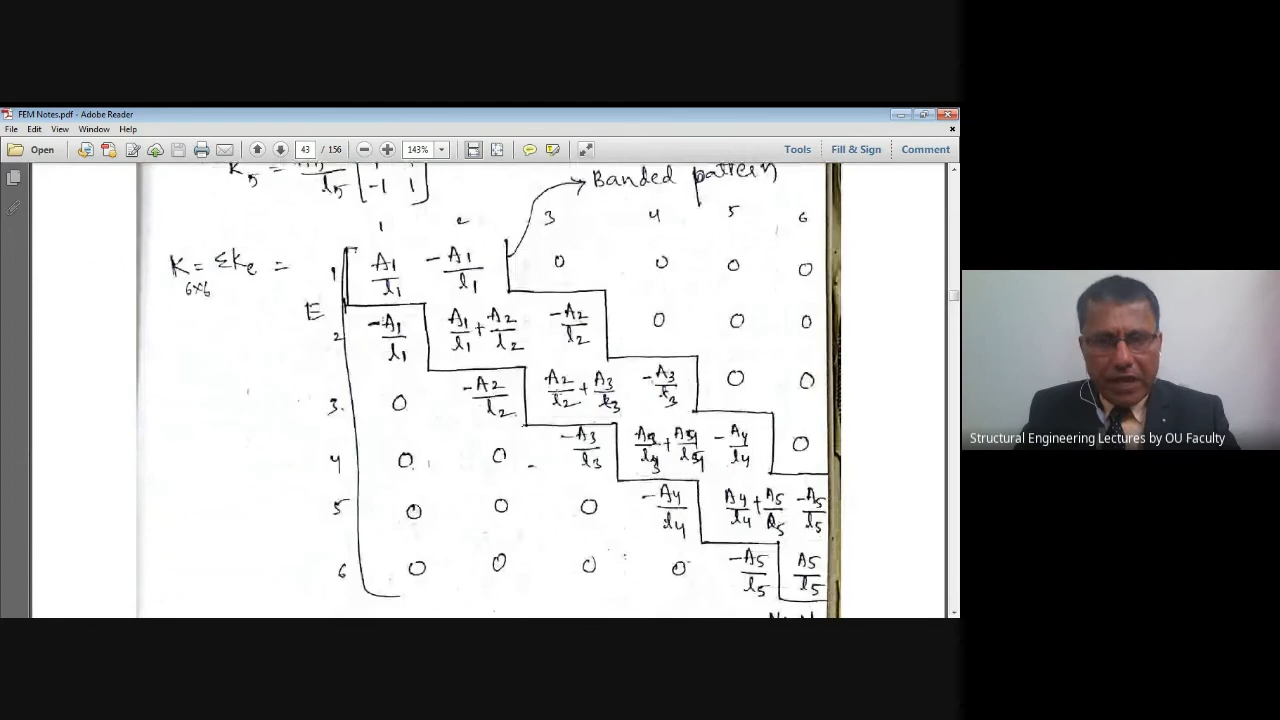 FEM Notes.pdf - Adobe Reader
File Edit View Window Help
Open 43 / 156 143% Tools Fill & Sign Comment
K5 = l5 [ -1 1 ]
→ Banded pattern
1 2 3 4 5 6
K = ΣKe =
6×6
E
1 A1/l1 -A1/l1 0 0 0 0
2 -A1/l1 A1/l1 + A2/l2 -A2/l2 0 0 0
3. 0 -A2/l2 A2/l2 + A3/l3 -A3/l3 0 0
4 0 0 -A3/l3 A3/l3 + A4/l4 -A4/l4 0
5 0 0 0 -A4/l4 A4/l4 + A5/l5 -A5/l5
6 0 0 0 0 -A5/l5 A5/l5
Structural Engineering Lectures by OU Faculty